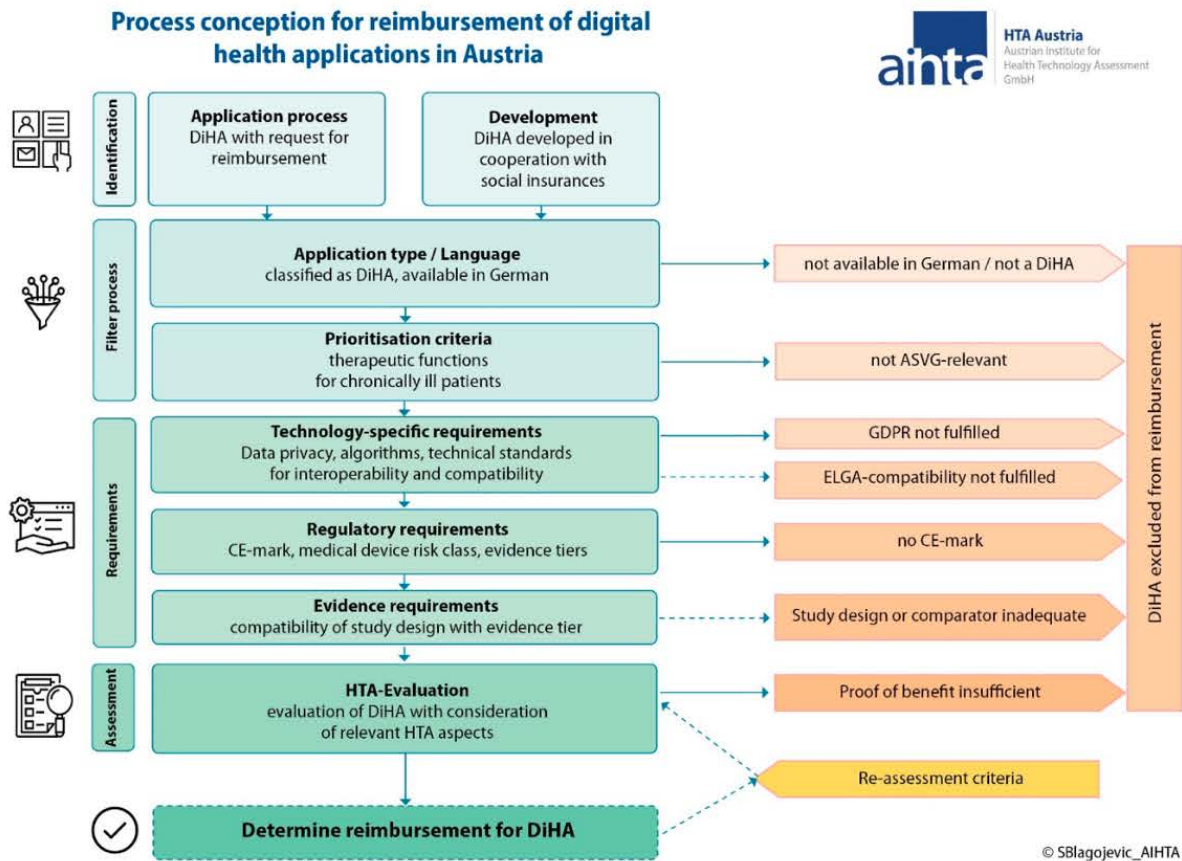 Process conception for reimbursement of digital
health applications in Austria
aihta
HTA Austria
Austrian Institute for
Health Technology Assessment
GmbH
Identification
Application process
DiHA with request for
reimbursement
Development
DiHA developed in
cooperation with
social insurances
Filter process
Application type / Language
classified as DiHA, available in German
not available in German / not a DiHA
Prioritisation criteria
therapeutic functions
for chronically ill patients
not ASVG-relevant
Requirements
Technology-specific requirements
Data privacy, algorithms, technical standards
for interoperability and compatibility
GDPR not fulfilled
ELGA-compatibility not fulfilled
Regulatory requirements
CE-mark, medical device risk class, evidence tiers
no CE-mark
Evidence requirements
compatibility of study design with evidence tier
Study design or comparator inadequate
DiHA excluded from reimbursement
Assessment
HTA-Evaluation
evaluation of DiHA with consideration
of relevant HTA aspects
Proof of benefit insufficient
Re-assessment criteria
Determine reimbursement for DiHA
© SBlagojevic_AIHTA